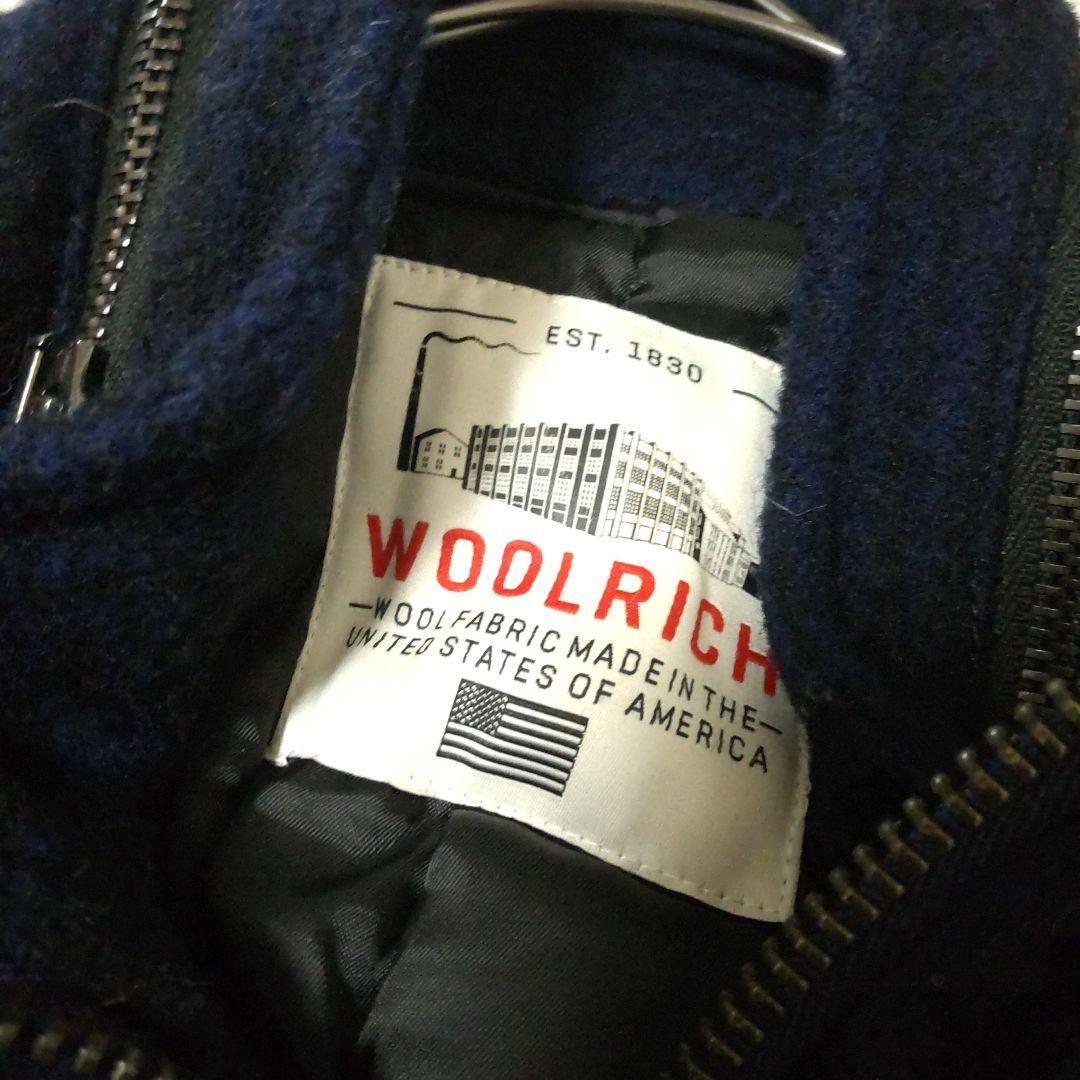 EST. 1830
WOOLRICH
—WOOL FABRIC MADE IN THE—
UNITED STATES OF AMERICA